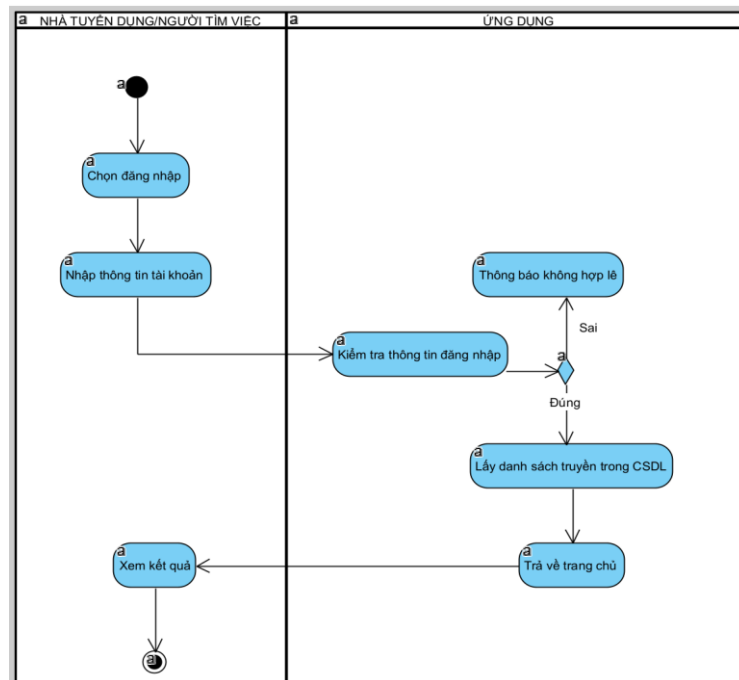 a NHÀ TUYỂN DỤNG/NGƯỜI TÌM VIỆC
a ỨNG DỤNG
a
a
Chọn đăng nhập
a
Nhập thông tin tài khoản
a
Thông báo không hợp lê
Sai
a
Kiểm tra thông tin đăng nhập
a
Đúng
a
Lấy danh sách truyền trong CSDL
a
Xem kết quả
a
Trả về trang chủ
a